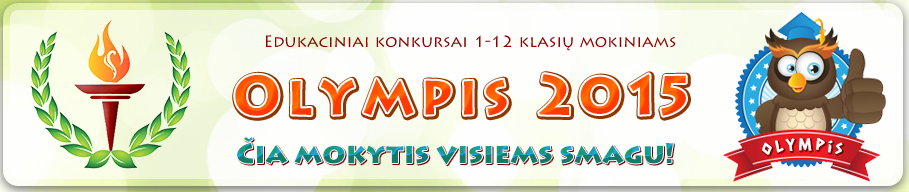 Edukaciniai konkursai 1-12 klasių mokiniams
Olympis 2015
Čia mokytis visiems smagu!
OLYMPiS